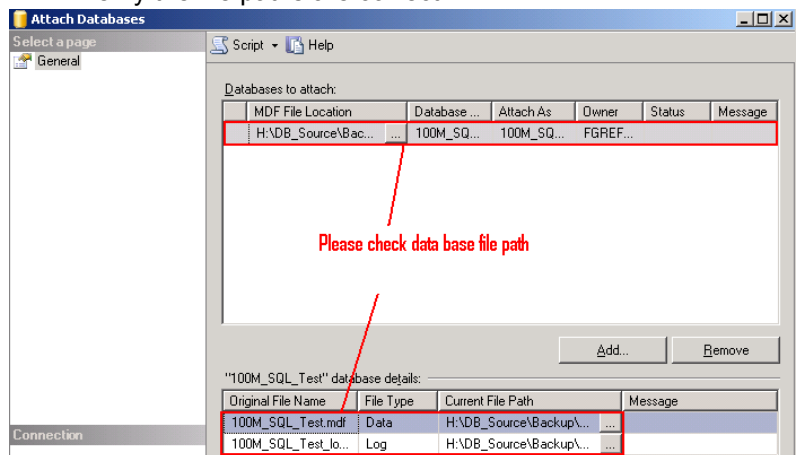 Attach Databases
Select a page
General
Script Help
Databases to attach:
MDF File Location Database ... Attach As Owner Status Message
H:\DB_Source\Bac... ... 100M_SQ... 100M_SQ... FGREF...
Please check data base file path
Add... Remove
"100M_SQL_Test" database details:
Original File Name File Type Current File Path Message
100M_SQL_Test.mdf Data H:\DB_Source\Backup\... ...
100M_SQL_Test_lo... Log H:\DB_Source\Backup\... ...
Connection